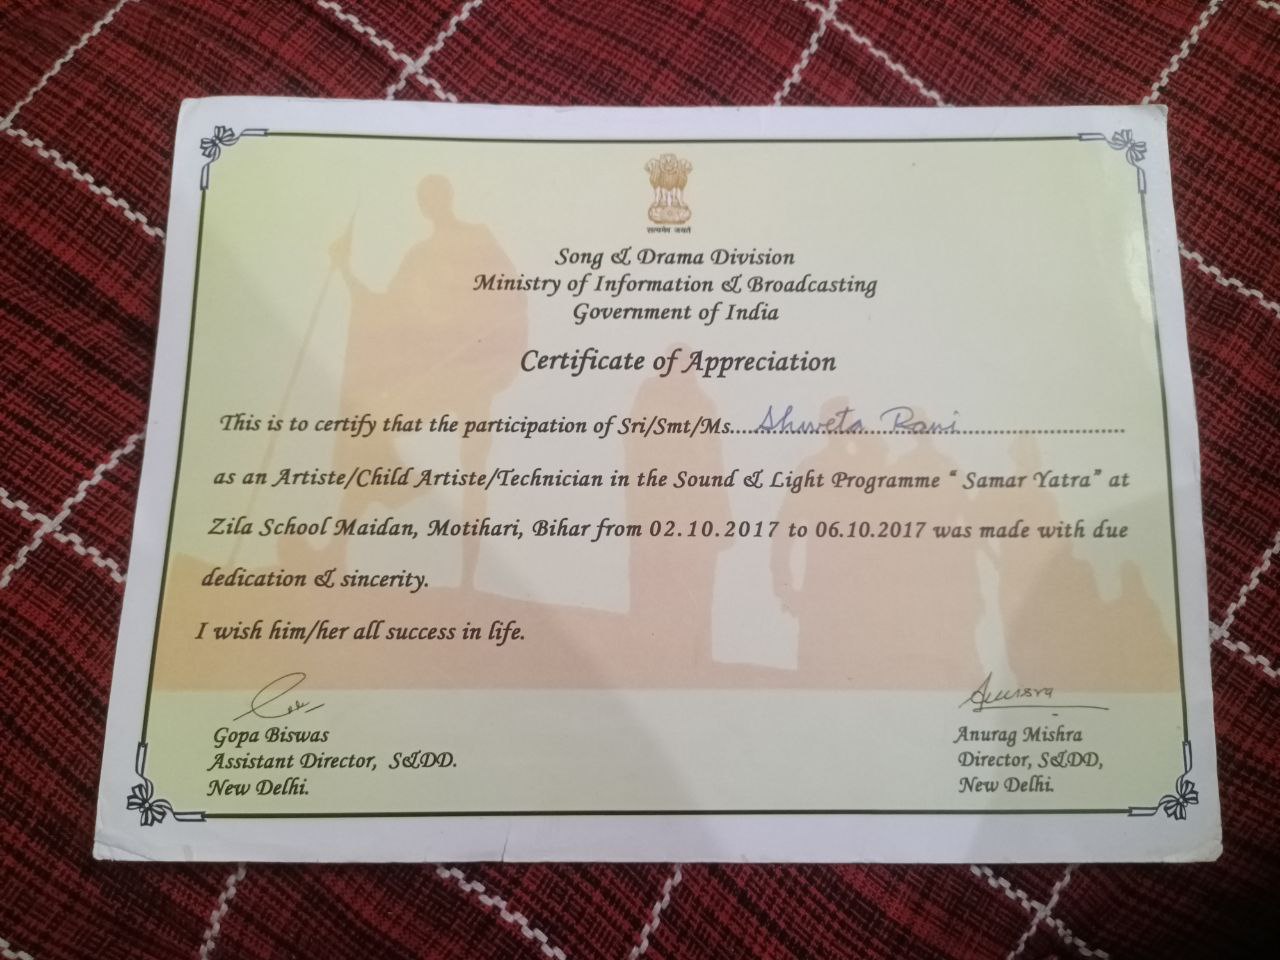 सत्यमेव जयते
Song & Drama Division
Ministry of Information & Broadcasting
Government of India
Certificate of Appreciation
This is to certify that the participation of Sri/Smt/Ms....Shweta Rani..............................
as an Artiste/Child Artiste/Technician in the Sound & Light Programme “ Samar Yatra” at
Zila School Maidan, Motihari, Bihar from 02.10.2017 to 06.10.2017 was made with due
dedication & sincerity.
I wish him/her all success in life.
Gopa Biswas
Assistant Director, S&DD.
New Delhi.
Anurag Mishra
Director, S&DD,
New Delhi.